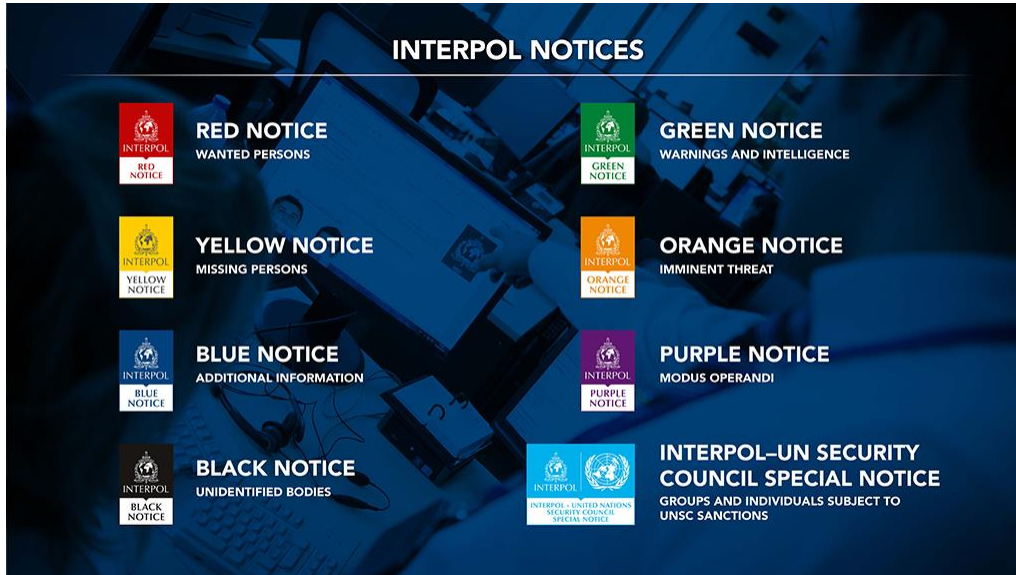 INTERPOL NOTICES
INTERPOL
RED
NOTICE
RED NOTICE
WANTED PERSONS
INTERPOL
YELLOW
NOTICE
YELLOW NOTICE
MISSING PERSONS
INTERPOL
BLUE
NOTICE
BLUE NOTICE
ADDITIONAL INFORMATION
INTERPOL
BLACK
NOTICE
BLACK NOTICE
UNIDENTIFIED BODIES
INTERPOL
GREEN
NOTICE
GREEN NOTICE
WARNINGS AND INTELLIGENCE
INTERPOL
ORANGE
NOTICE
ORANGE NOTICE
IMMINENT THREAT
INTERPOL
PURPLE
NOTICE
PURPLE NOTICE
MODUS OPERANDI
INTERPOL
INTERPOL - UNITED NATIONS
SECURITY COUNCIL
SPECIAL NOTICE
INTERPOL–UN SECURITY
COUNCIL SPECIAL NOTICE
GROUPS AND INDIVIDUALS SUBJECT TO
UNSC SANCTIONS